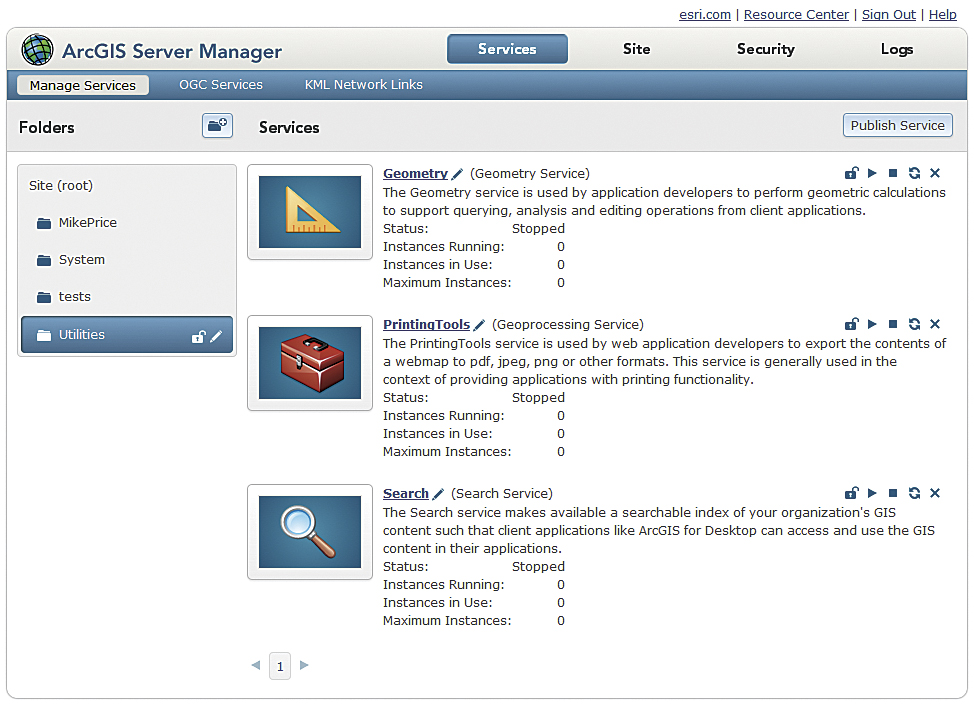 esri.com | Resource Center | Sign Out | Help
ArcGIS Server Manager
Services Site Security Logs
Manage Services OGC Services KML Network Links
Folders
Services
Publish Service
Site (root)
MikePrice
System
tests
Utilities
Geometry (Geometry Service)
The Geometry service is used by application developers to perform geometric calculations
to support querying, analysis and editing operations from client applications.
Status: Stopped
Instances Running: 0
Instances in Use: 0
Maximum Instances: 0
PrintingTools (Geoprocessing Service)
The PrintingTools service is used by web application developers to export the contents of
a webmap to pdf, jpeg, png or other formats. This service is generally used in the
context of providing applications with printing functionality.
Status: Stopped
Instances Running: 0
Instances in Use: 0
Maximum Instances: 0
Search (Search Service)
The Search service makes available a searchable index of your organization's GIS
content such that client applications like ArcGIS for Desktop can access and use the GIS
content in their applications.
Status: Stopped
Instances Running: 0
Instances in Use: 0
Maximum Instances: 0
1